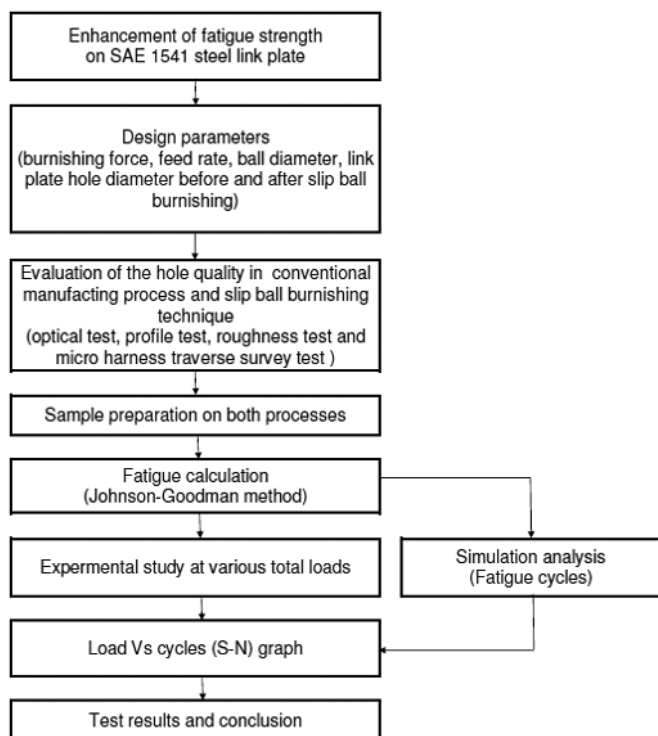 Enhancement of fatigue strength
on SAE 1541 steel link plate
Design parameters
(burnishing force, feed rate, ball diameter, link
plate hole diameter before and after slip ball
burnishing)
Evaluation of the hole quality in conventional
manufacting process and slip ball burnishing
technique
(optical test, profile test, roughness test and
micro harness traverse survey test )
Sample preparation on both processes
Fatigue calculation
(Johnson-Goodman method)
Expermental study at various total loads
Simulation analysis
(Fatigue cycles)
Load Vs cycles (S-N) graph
Test results and conclusion